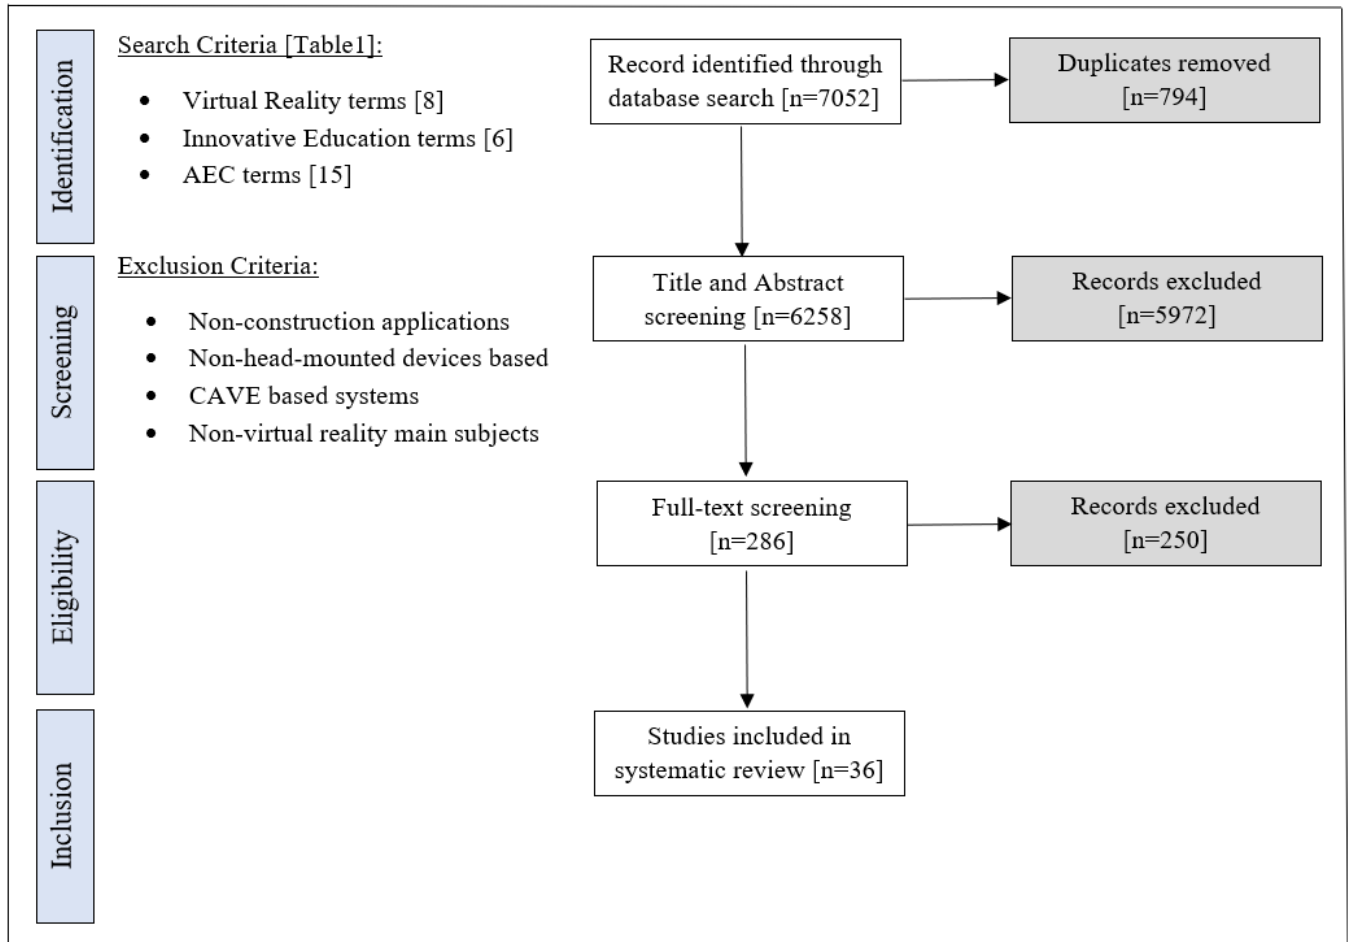 Identification
Search Criteria [Table1]:
• Virtual Reality terms [8]
• Innovative Education terms [6]
• AEC terms [15]
Record identified through
database search [n=7052]
Duplicates removed
[n=794]
Screening
Exclusion Criteria:
• Non-construction applications
• Non-head-mounted devices based
• CAVE based systems
• Non-virtual reality main subjects
Title and Abstract
screening [n=6258]
Records excluded
[n=5972]
Eligibility
Full-text screening
[n=286]
Records excluded
[n=250]
Inclusion
Studies included in
systematic review [n=36]